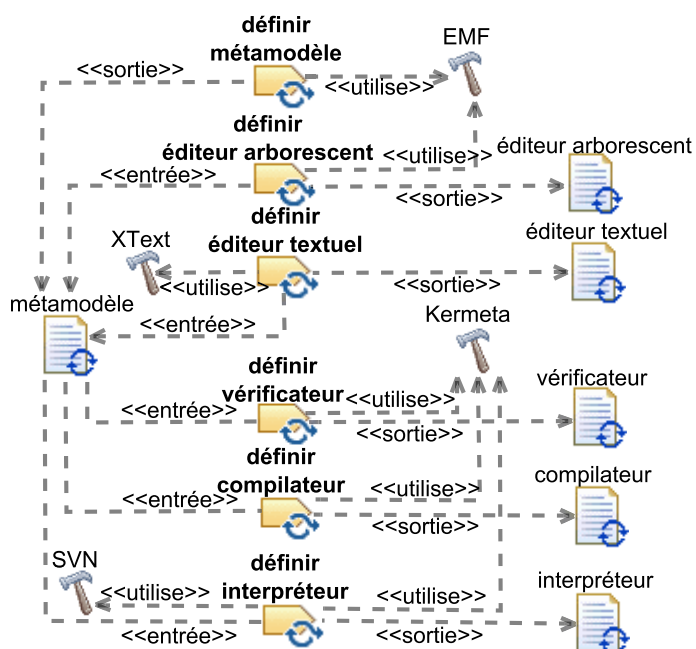 définir
métamodèle
EMF
<<sortie>>
<<utilise>>
définir
éditeur arborescent
<<utilise>>
éditeur arborescent
<<entrée>>
<<sortie>>
définir
éditeur textuel
éditeur textuel
XText
<<utilise>>
<<sortie>>
métamodèle
<<entrée>>
Kermeta
définir
vérificateur
vérificateur
<<utilise>>
<<entrée>>
<<sortie>>
définir
compilateur
compilateur
<<utilise>>
<<entrée>>
<<sortie>>
SVN
définir
interpréteur
interpréteur
<<utilise>>
<<utilise>>
<<entrée>>
<<sortie>>